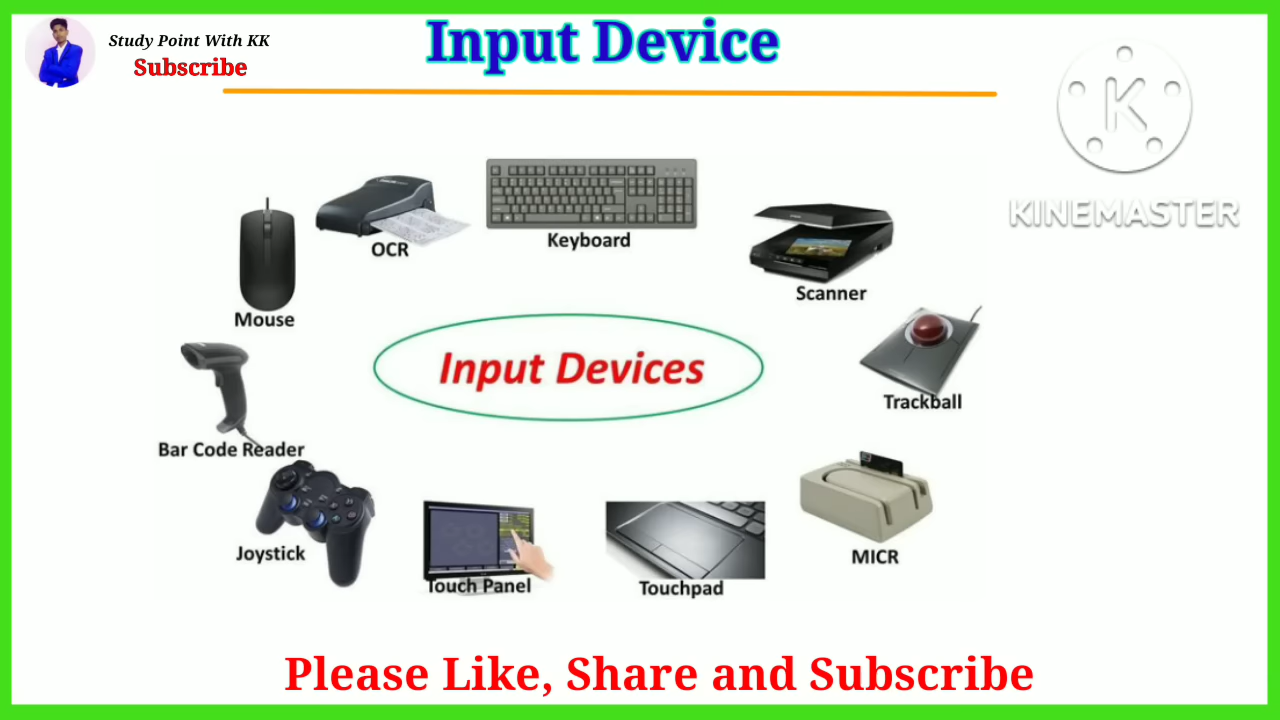 Study Point With KK
Subscribe
Input Device
K
KINEMASTER
OCR
Keyboard
Mouse
Scanner
Input Devices
Trackball
Bar Code Reader
Joystick
Touch Panel
Touchpad
MICR
Please Like, Share and Subscribe